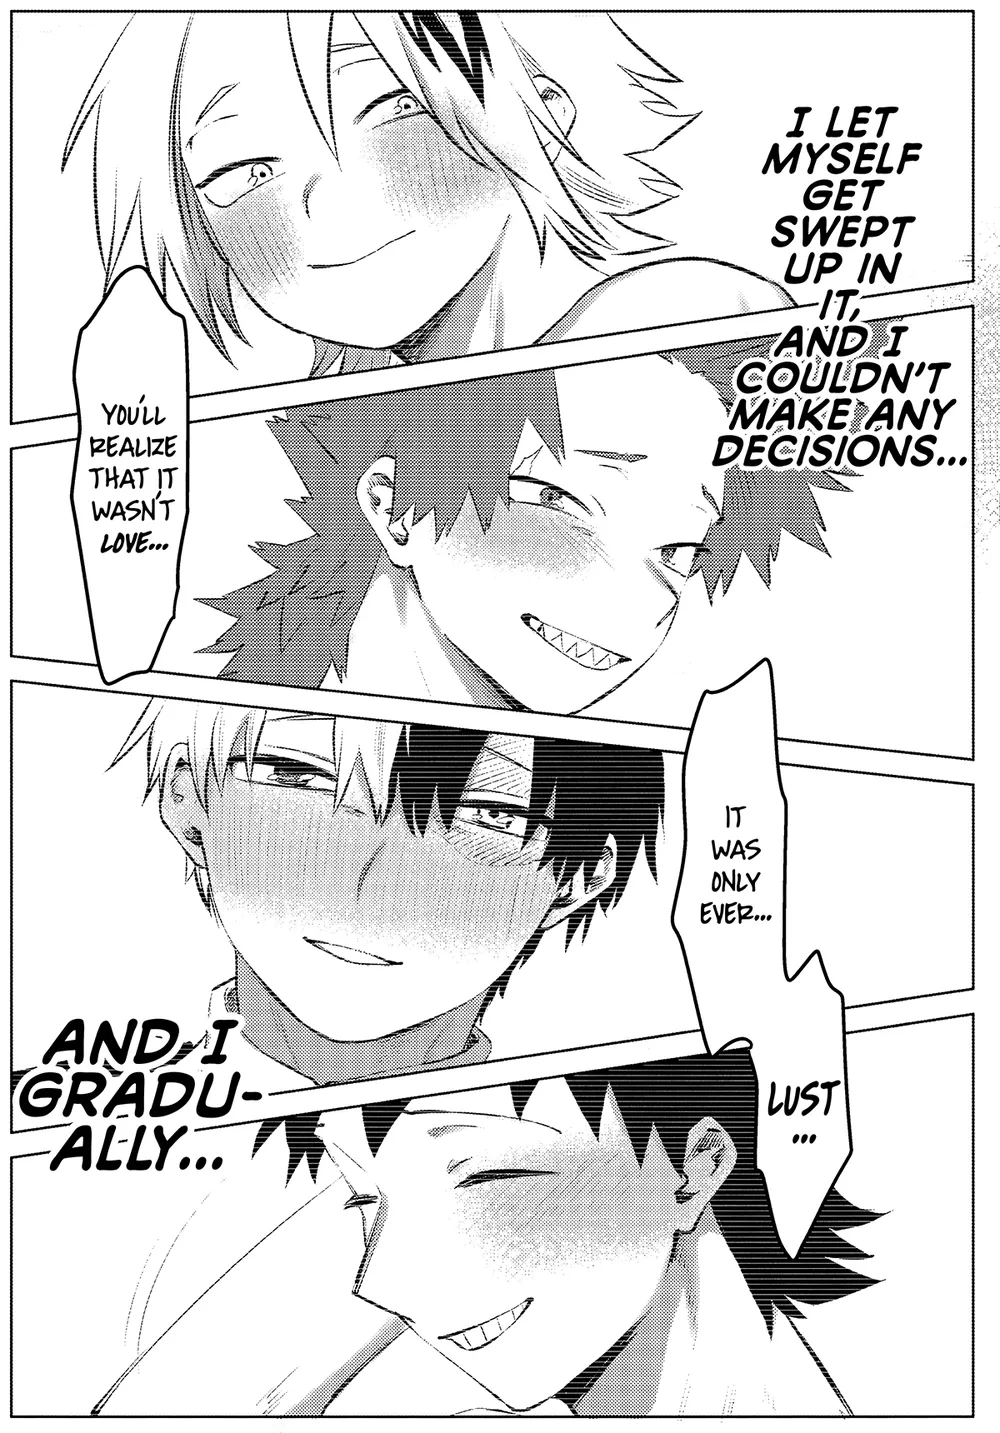 I LET
MYSELF
GET
SWEPT
UP IN
IT,
AND I
COULDN'T
MAKE ANY
DECISIONS...
YOU'LL
REALIZE
THAT IT
WASN'T
LOVE...
IT
WAS
ONLY
EVER...
LUST
...
AND I
GRADU-
ALLY...